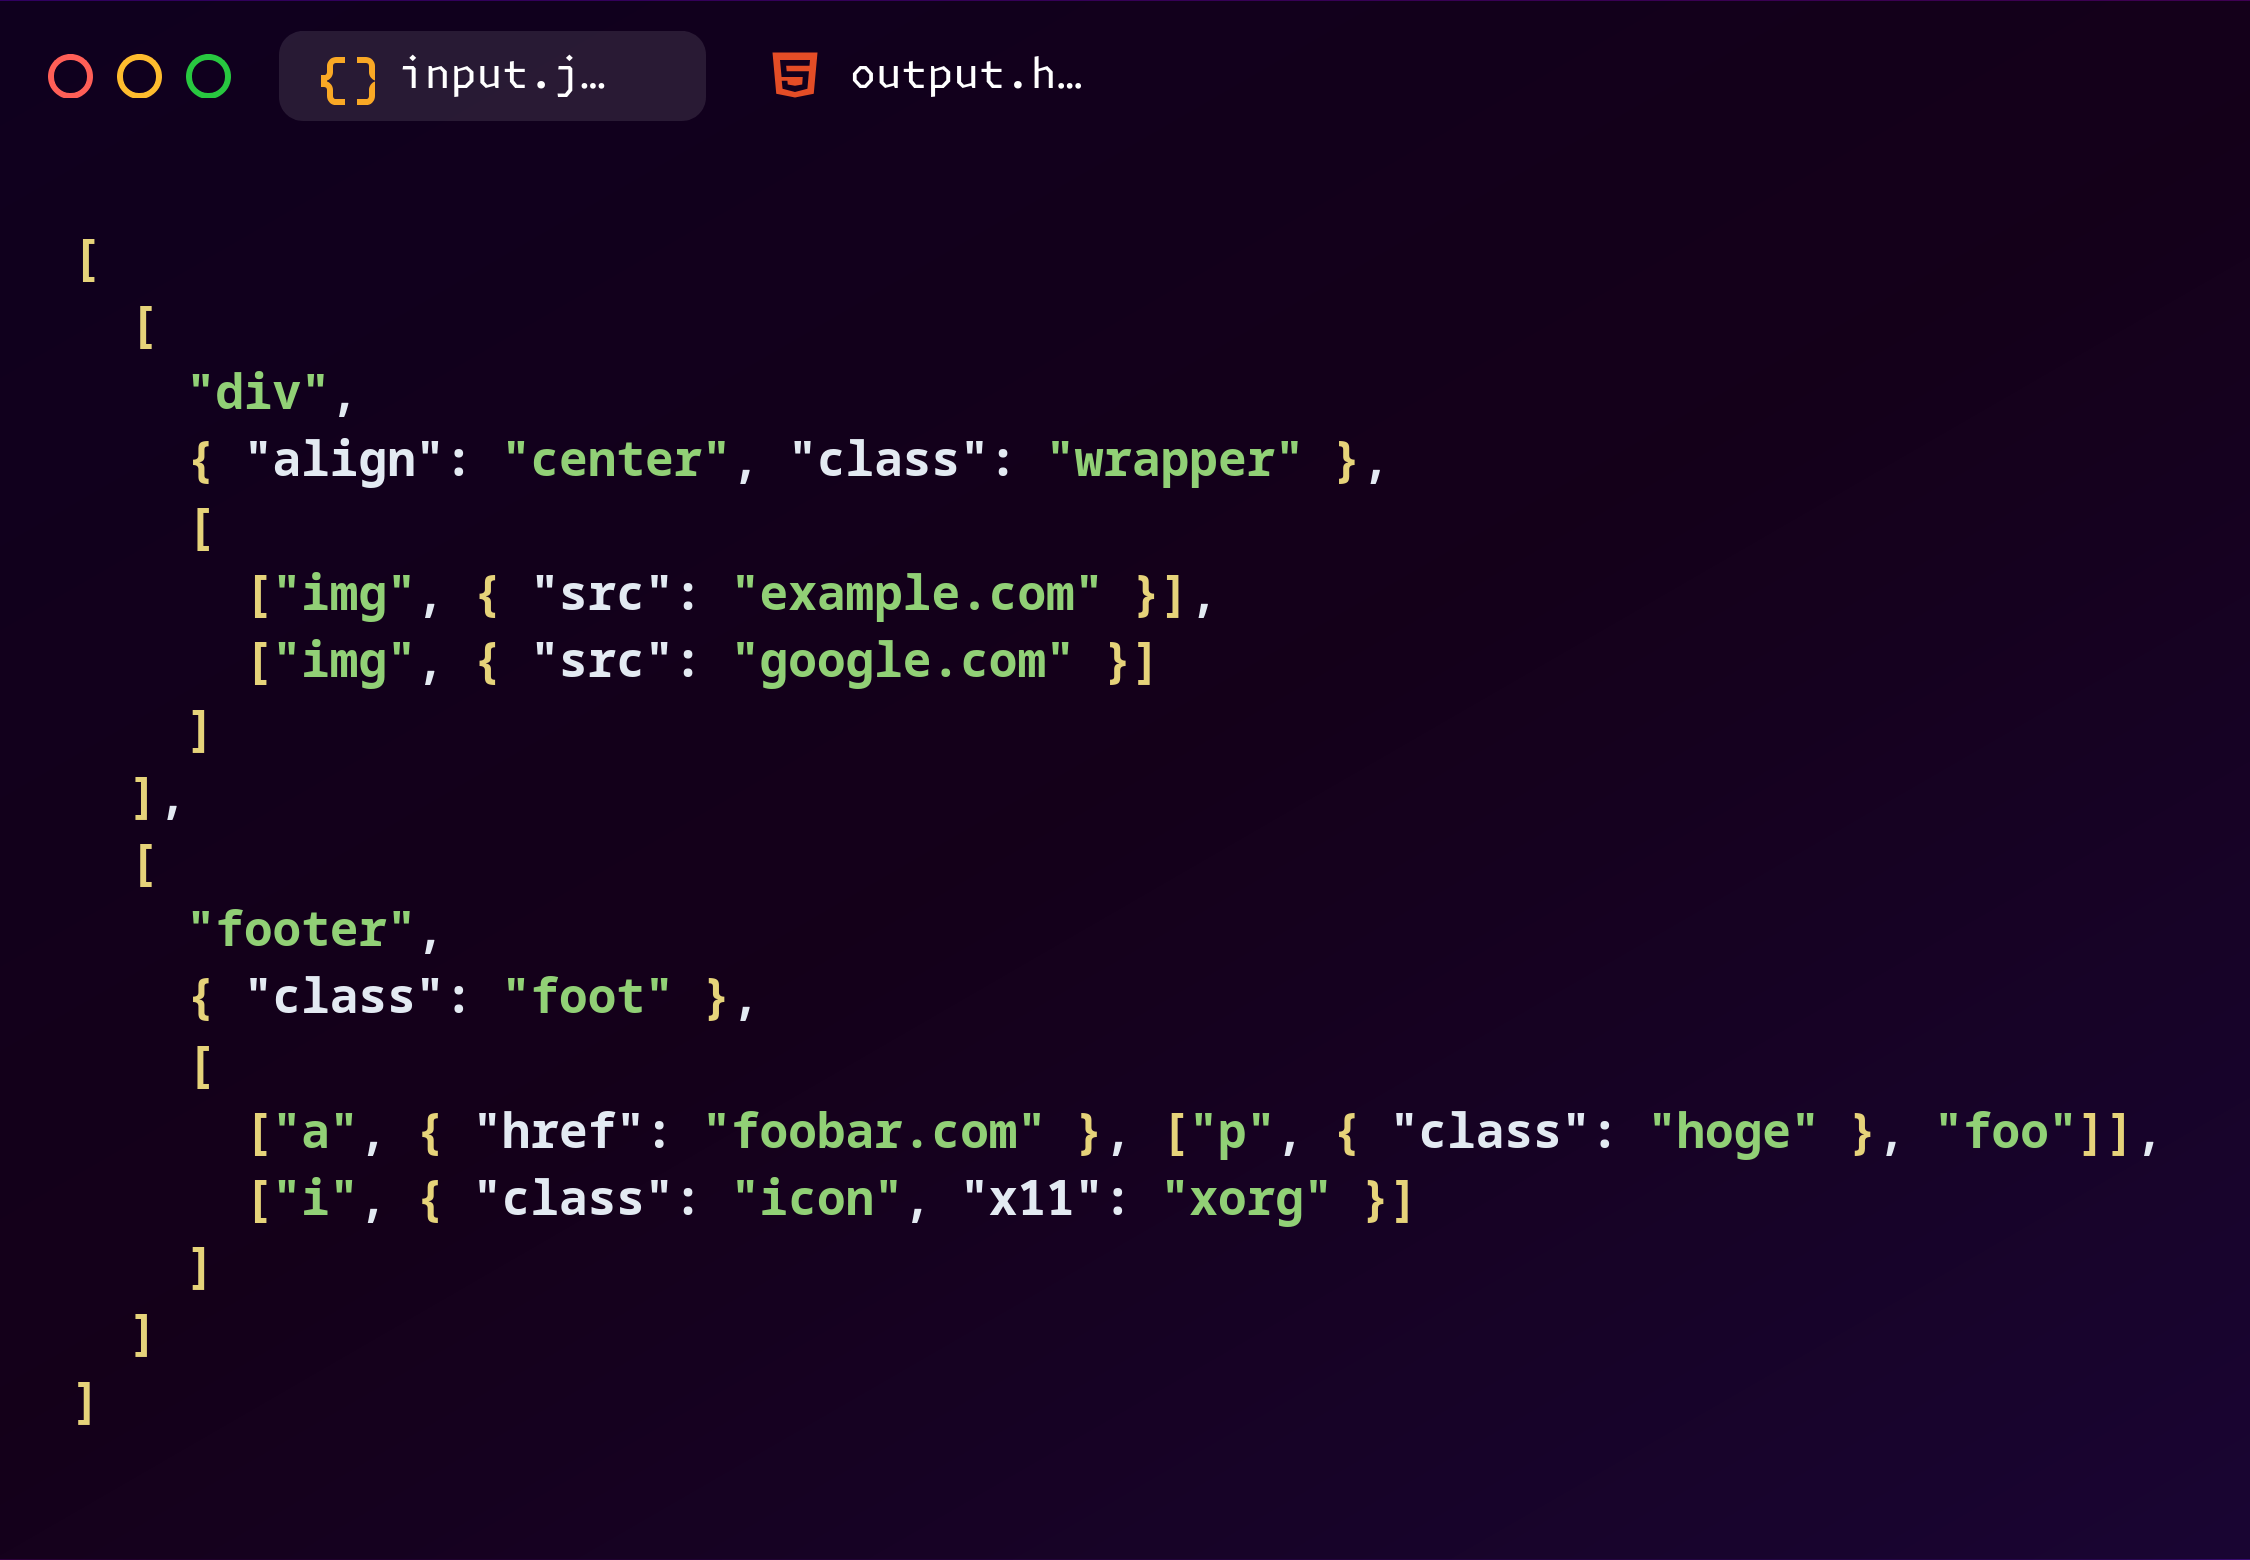 input.j…
output.h…
[
  [
    "div",
    { "align": "center", "class": "wrapper" },
    [
      ["img", { "src": "example.com" }],
      ["img", { "src": "google.com" }]
    ]
  ],
  [
    "footer",
    { "class": "foot" },
    [
      ["a", { "href": "foobar.com" }, ["p", { "class": "hoge" }, "foo"]],
      ["i", { "class": "icon", "x11": "xorg" }]
    ]
  ]
]